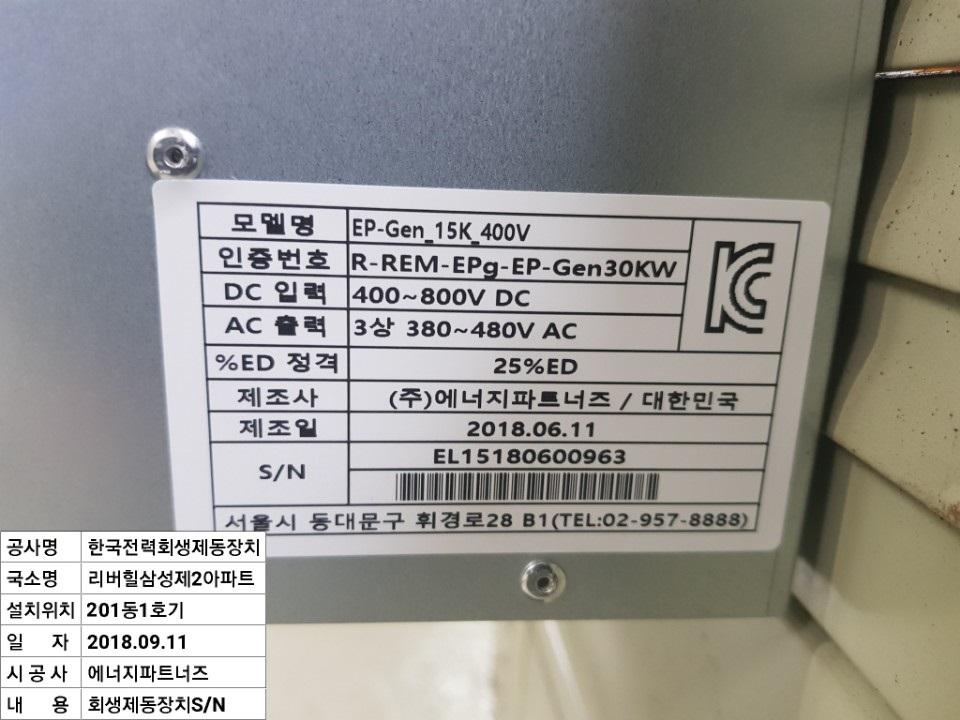 모델명 EP-Gen_15K_400V
인증번호 R-REM-EPg-EP-Gen30KW
DC 입력 400~800V DC
AC 출력 3상 380~480V AC
%ED 정격 25%ED
제조사 (주)에너지파트너즈 / 대한민국
제조일 2018.06.11
S/N EL15180600963
서울시 동대문구 휘경로28 B1(TEL:02-957-8888)
공사명 한국전력회생제동장치
국소명 리버힐삼성제2아파트
설치위치 201동1호기
일 자 2018.09.11
시 공 사 에너지파트너즈
내 용 회생제동장치S/N